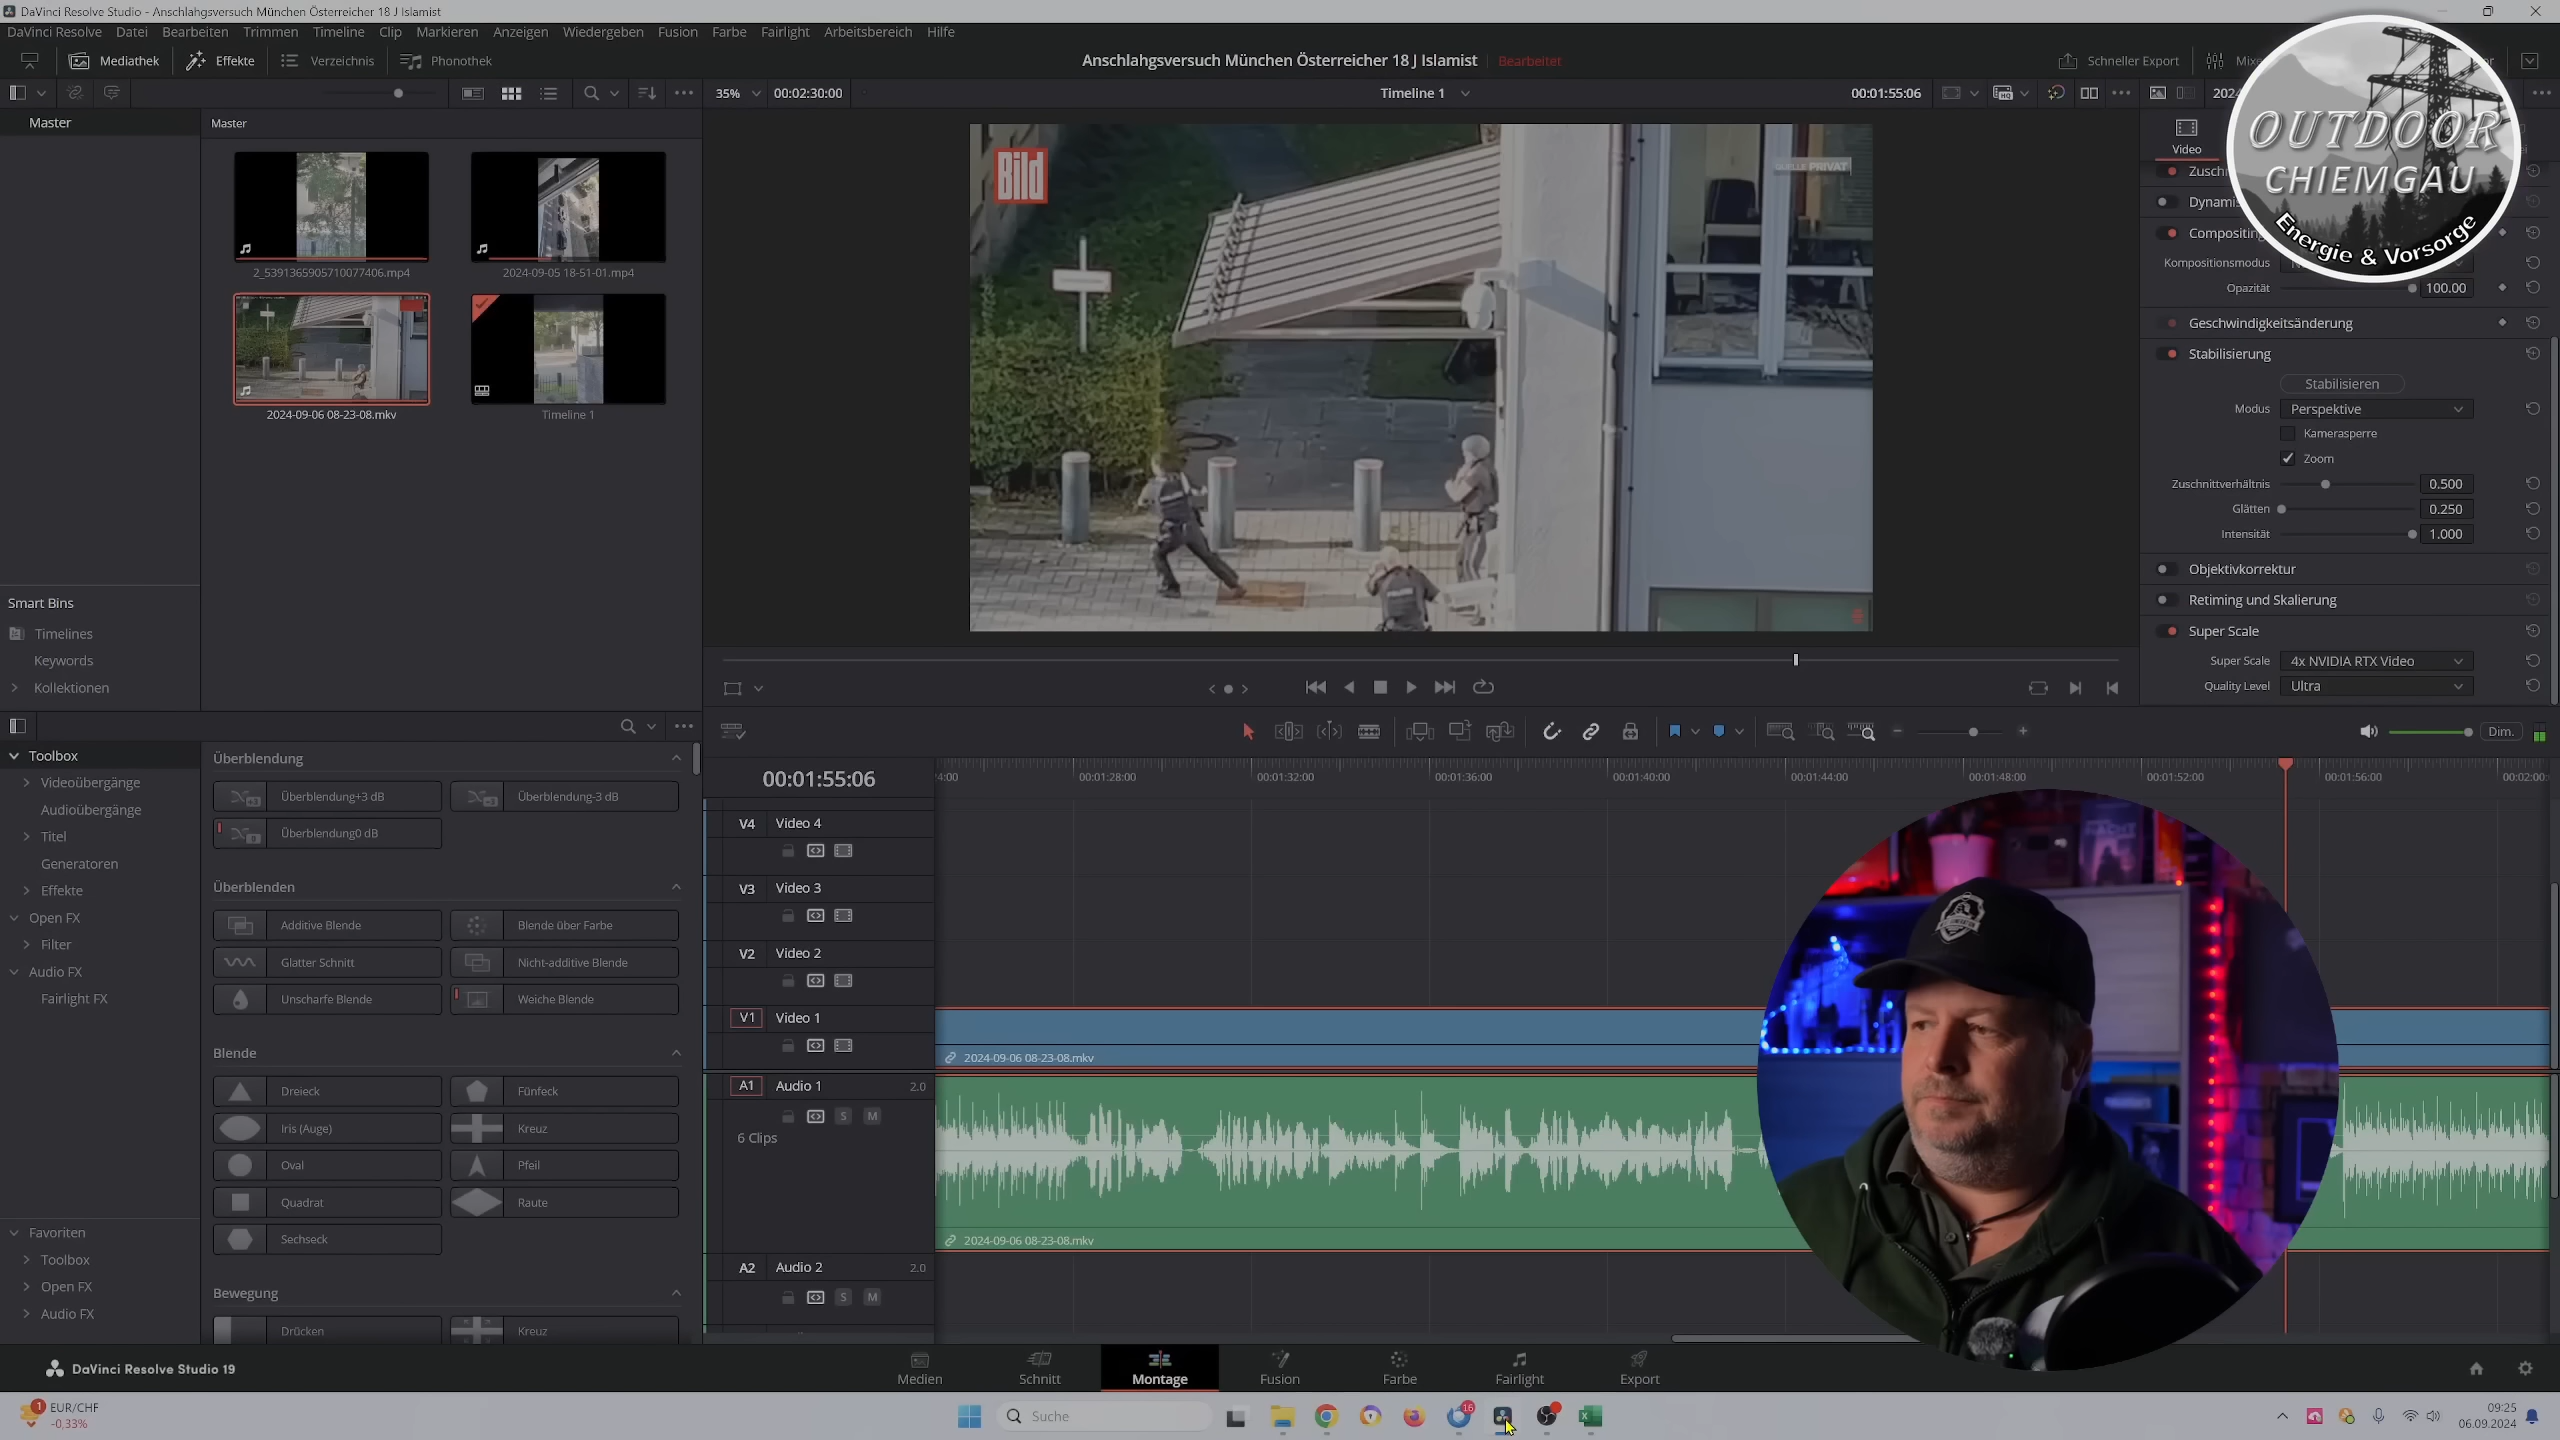 DaVinci Resolve Studio - Anschlahgsversuch München Österreicher 18 J Islamist
DaVinci Resolve Datei Bearbeiten Trimmen Timeline Clip Markieren Anzeigen Wiedergeben Fusion Farbe Fairlight Arbeitsbereich Hilfe
Mediathek Effekte Verzeichnis Phonothek
Anschlahgsversuch München Österreicher 18 J Islamist Bearbeitet
Schneller Export
35% 00:02:30:00 Timeline 1 00:01:55:06
OUTDOOR
CHIEMGAU
Energie & Vorsorge
Master
Master
2_5391365905710077406.mp4
2024-09-05 18-51-01.mp4
2024-09-06 08-23-08.mkv
Timeline 1
Smart Bins
Timelines
Keywords
Kollektionen
Bild
QUELLE PRIVAT
Video
Kompositionsmodus
Opazität 100.00
Geschwindigkeitsänderung
Stabilisierung
Stabilisieren
Modus Perspektive
Kamerasperre
Zoom
Zuschnittverhältnis 0.500
Glätten 0.250
Intensität 1.000
Objektivkorrektur
Retiming und Skalierung
Super Scale
Super Scale 4x NVIDIA RTX Video
Quality Level Ultra
Dim.
Toolbox
Videoübergänge
Audioübergänge
Titel
Generatoren
Effekte
Open FX
Filter
Audio FX
Fairlight FX
Favoriten
Toolbox
Open FX
Audio FX
Überblendung
Überblendung+3 dB Überblendung-3 dB
Überblendung0 dB
Überblenden
Additive Blende Blende über Farbe
Glatter Schnitt Nicht-additive Blende
Unscharfe Blende Weiche Blende
Blende
Dreieck Fünfeck
Iris (Auge) Kreuz
Oval Pfeil
Quadrat Raute
Sechseck
Bewegung
Drücken Kreuz
00:01:55:06
00:01:28:00 00:01:32:00 00:01:36:00 00:01:40:00 00:01:44:00 00:01:48:00 00:01:52:00 00:01:56:00
V4 Video 4
V3 Video 3
V2 Video 2
V1 Video 1
2024-09-06 08-23-08.mkv
A1 Audio 1 2.0
S M
6 Clips
2024-09-06 08-23-08.mkv
A2 Audio 2 2.0
S M
DaVinci Resolve Studio 19
Medien Schnitt Montage Fusion Farbe Fairlight Export
1 EUR/CHF
-0,33%
Suche
16
09:25
06.09.2024